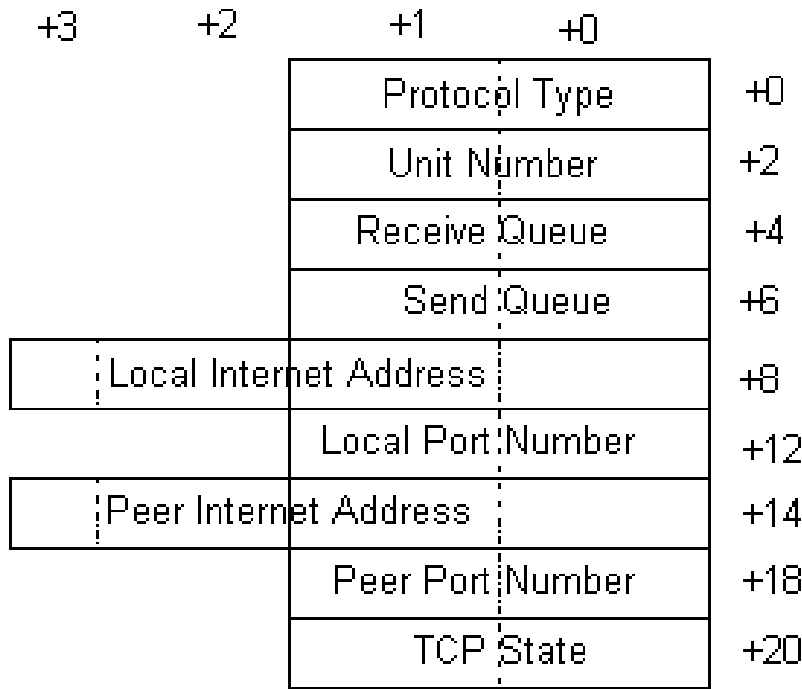 +3 +2 +1 +0
Protocol Type +0
Unit Number +2
Receive Queue +4
Send Queue +6
Local Internet Address +8
Local Port Number +12
Peer Internet Address +14
Peer Port Number +18
TCP State +20